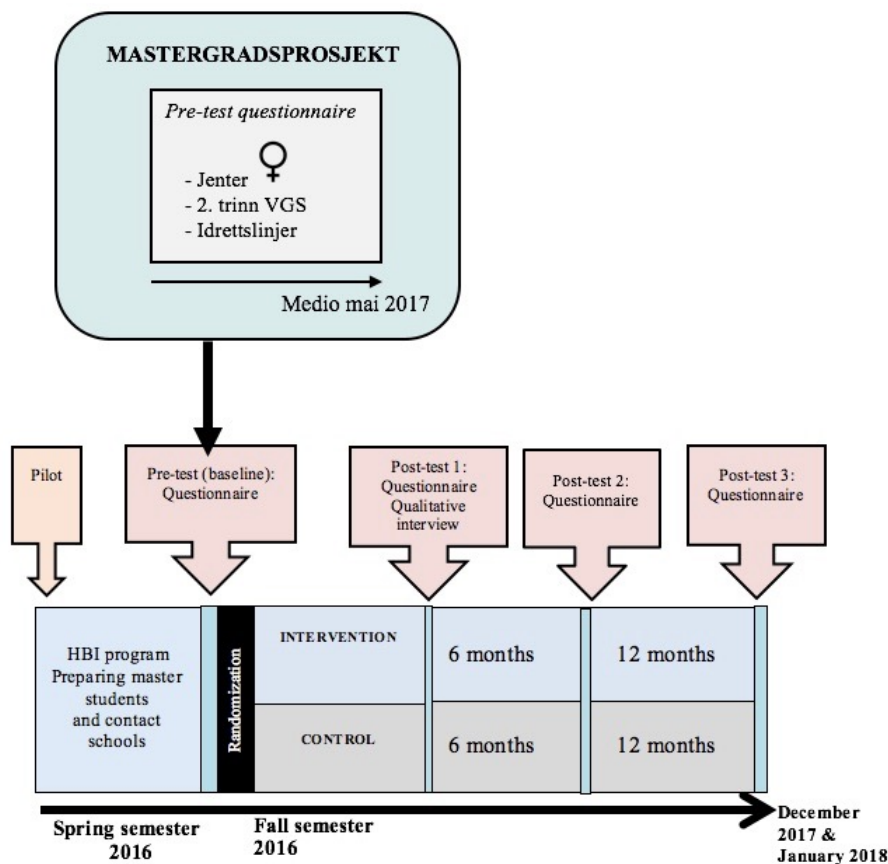 MASTERGRADSPROSJEKT
Pre-test questionnaire
- Jenter
- 2. trinn VGS
- Idrettslinjer
Medio mai 2017
Pilot
Pre-test (baseline):
Questionnaire
Post-test 1:
Questionnaire
Qualitative
interview
Post-test 2:
Questionnaire
Post-test 3:
Questionnaire
HBI program
Preparing master
students
and contact
schools
Randomization
INTERVENTION
6 months
12 months
CONTROL
6 months
12 months
Spring semester
2016
Fall semester
2016
December
2017 &
January 2018